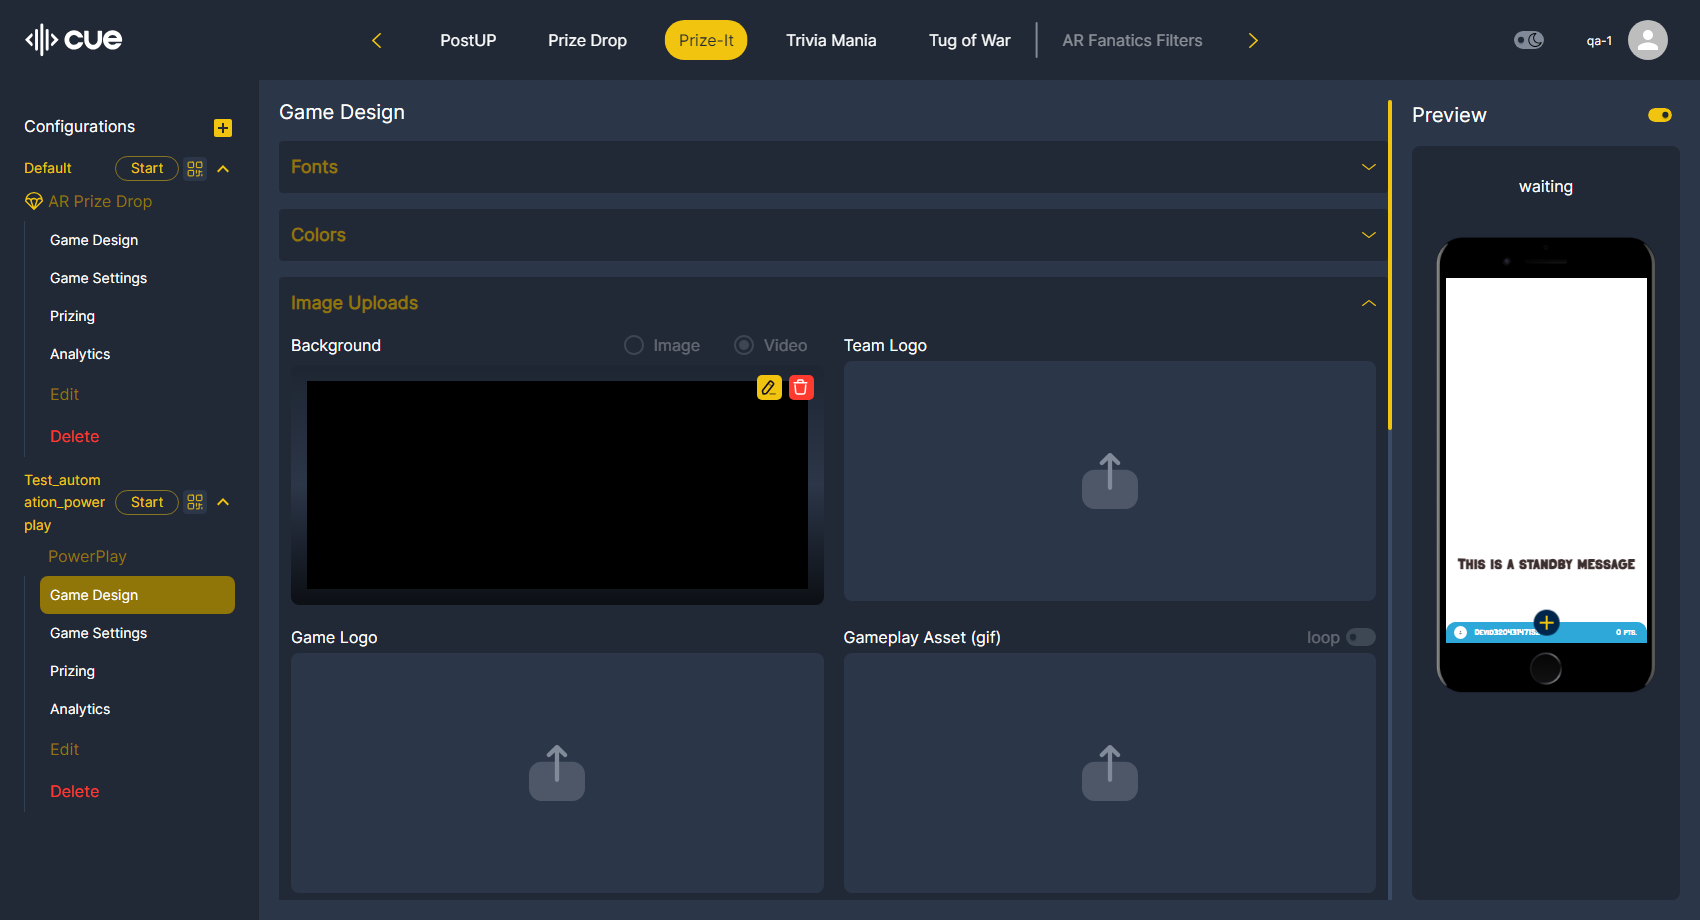 cue
PostUP
Prize Drop
Prize-It
Trivia Mania
Tug of War
AR Fanatics Filters
qa-1
Configurations
Default
Start
AR Prize Drop
Game Design
Game Settings
Prizing
Analytics
Edit
Delete
Test_autom
ation_power
play
Start
PowerPlay
Game Design
Game Settings
Prizing
Analytics
Edit
Delete
Game Design
Fonts
Colors
Image Uploads
Background
Image
Video
Team Logo
Game Logo
Gameplay Asset (gif)
loop
Preview
waiting
This is a standby message
0 pts.